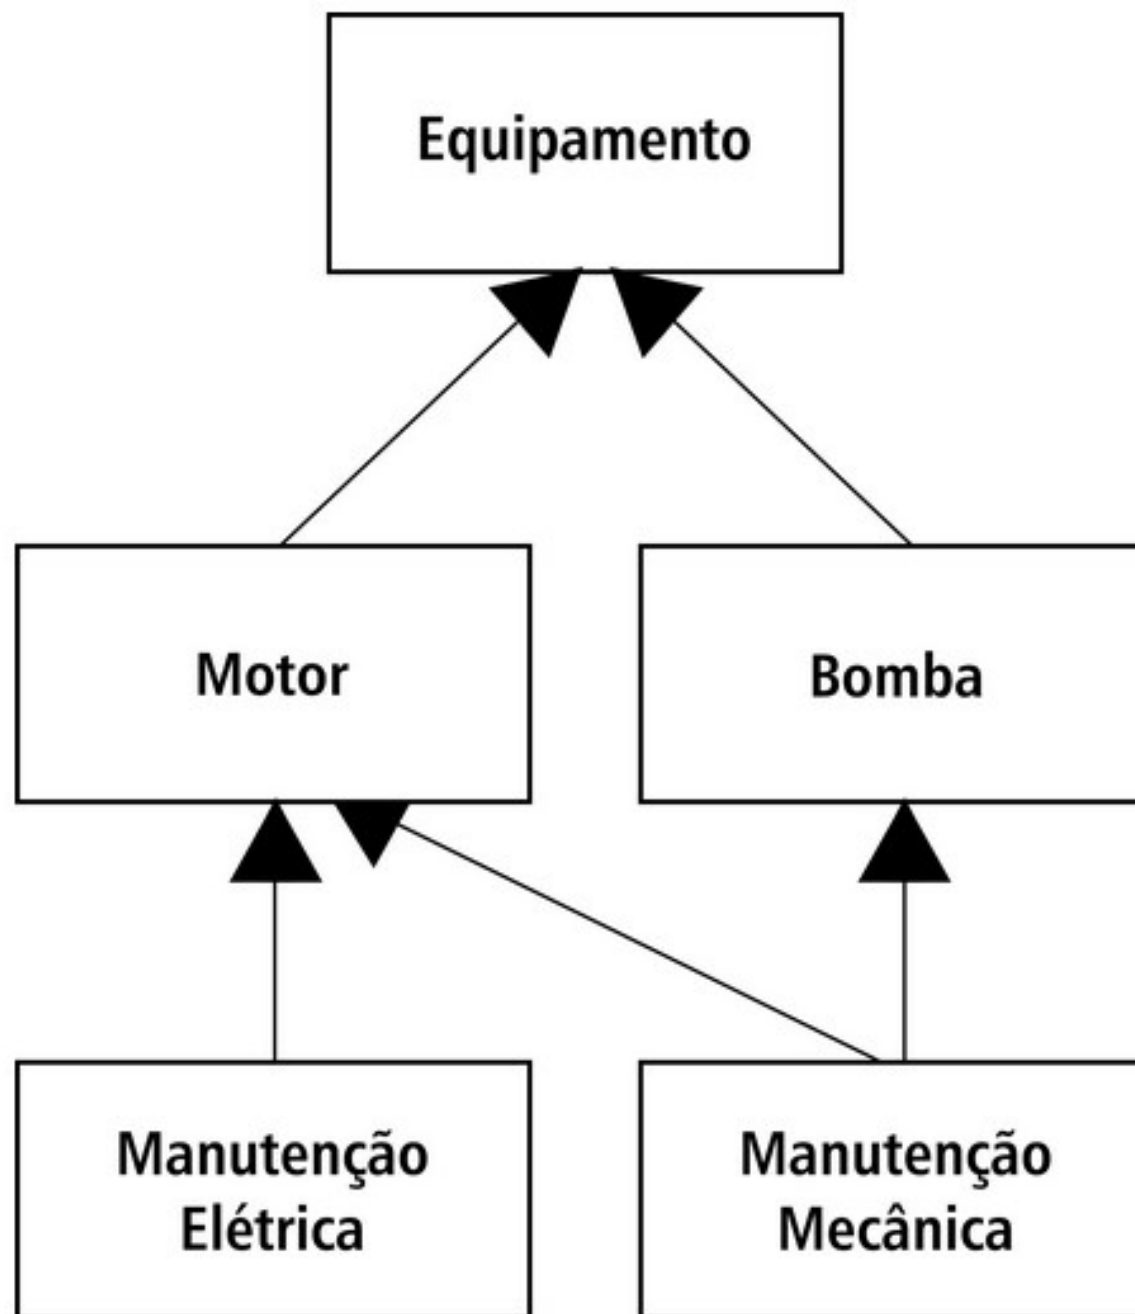 Equipamento
Motor
Bomba
Manutenção
Elétrica
Manutenção
Mecânica